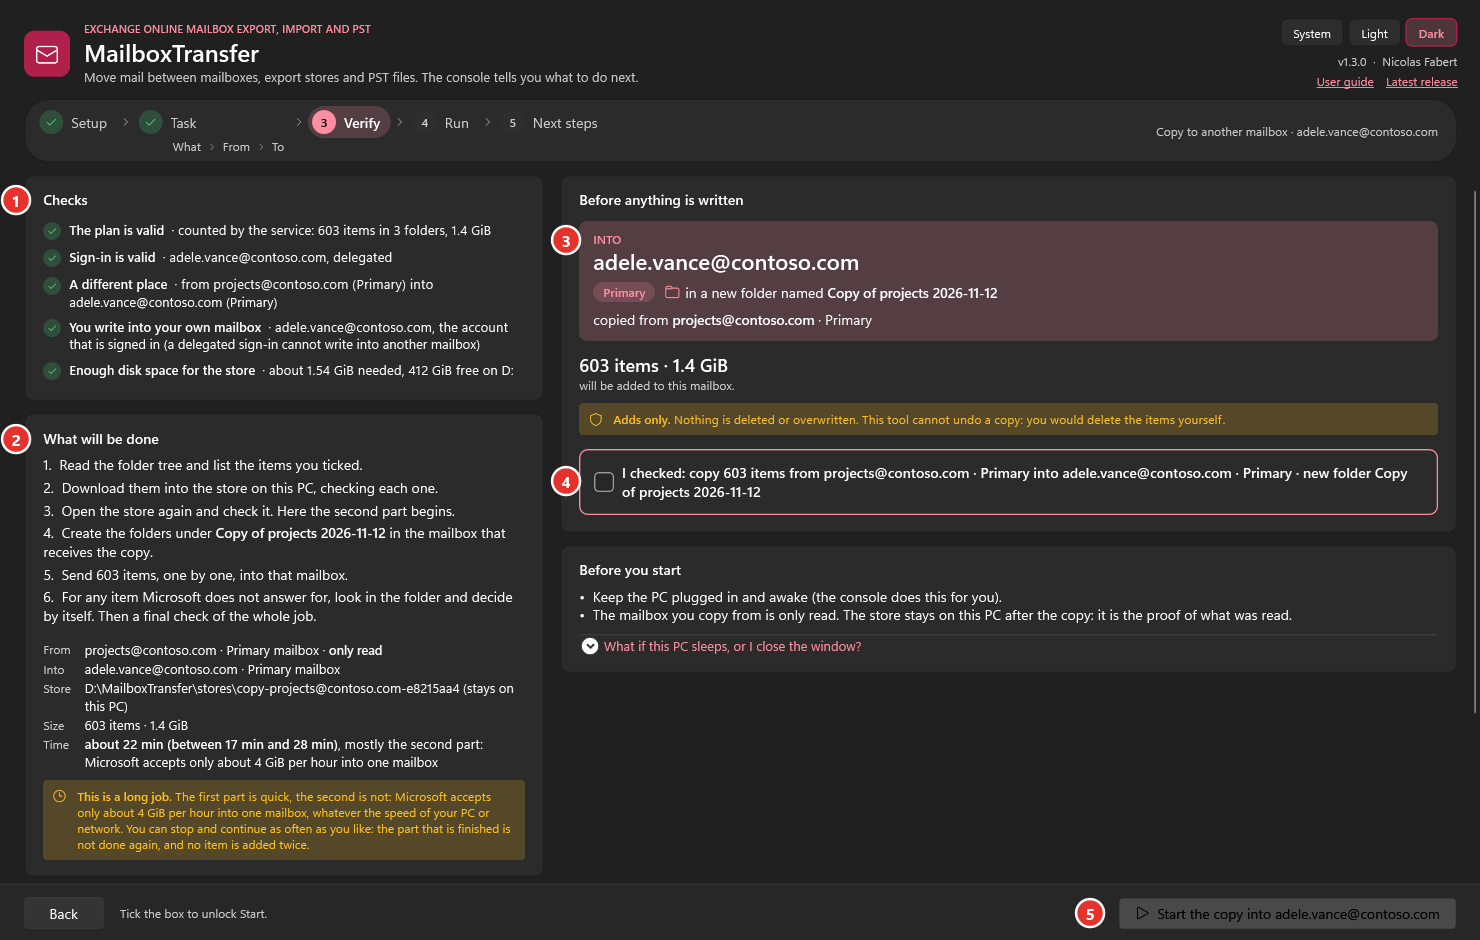 EXCHANGE ONLINE MAILBOX EXPORT, IMPORT AND PST
MailboxTransfer
Move mail between mailboxes, export stores and PST files. The console tells you what to do next.
System
Light
Dark
v1.3.0 · Nicolas Fabert
User guide
Latest release
Setup
Task
3 Verify
4 Run
5 Next steps
What
From
To
Copy to another mailbox · adele.vance@contoso.com
1
Checks
The plan is valid · counted by the service: 603 items in 3 folders, 1.4 GiB
Sign-in is valid · adele.vance@contoso.com, delegated
A different place · from projects@contoso.com (Primary) into
adele.vance@contoso.com (Primary)
You write into your own mailbox · adele.vance@contoso.com, the account
that is signed in (a delegated sign-in cannot write into another mailbox)
Enough disk space for the store · about 1.54 GiB needed, 412 GiB free on D:
2
What will be done
1. Read the folder tree and list the items you ticked.
2. Download them into the store on this PC, checking each one.
3. Open the store again and check it. Here the second part begins.
4. Create the folders under Copy of projects 2026-11-12 in the mailbox that
receives the copy.
5. Send 603 items, one by one, into that mailbox.
6. For any item Microsoft does not answer for, look in the folder and decide
by itself. Then a final check of the whole job.
From projects@contoso.com · Primary mailbox · only read
Into adele.vance@contoso.com · Primary mailbox
Store D:\MailboxTransfer\stores\copy-projects@contoso.com-e8215aa4 (stays on
this PC)
Size 603 items · 1.4 GiB
Time about 22 min (between 17 min and 28 min), mostly the second part:
Microsoft accepts only about 4 GiB per hour into one mailbox
This is a long job. The first part is quick, the second is not: Microsoft accepts
only about 4 GiB per hour into one mailbox, whatever the speed of your PC or
network. You can stop and continue as often as you like: the part that is finished is
not done again, and no item is added twice.
Before anything is written
3
INTO
adele.vance@contoso.com
Primary in a new folder named Copy of projects 2026-11-12
copied from projects@contoso.com · Primary
603 items · 1.4 GiB
will be added to this mailbox.
Adds only. Nothing is deleted or overwritten. This tool cannot undo a copy: you would delete the items yourself.
4
I checked: copy 603 items from projects@contoso.com · Primary into adele.vance@contoso.com · Primary · new folder Copy
of projects 2026-11-12
Before you start
• Keep the PC plugged in and awake (the console does this for you).
• The mailbox you copy from is only read. The store stays on this PC after the copy: it is the proof of what was read.
What if this PC sleeps, or I close the window?
Back
Tick the box to unlock Start.
5
Start the copy into adele.vance@contoso.com